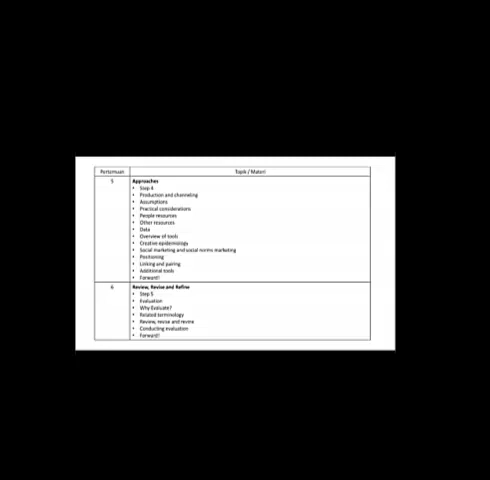 Pertemuan Topik / Materi
5 Approaches
• Step 4
• Production and channeling
• Assumptions
• Practical considerations
• People resources
• Other resources
• Data
• Overview of tools
• Creative epidemiology
• Social marketing and social norms marketing
• Positioning
• Linking and pairing
• Additional tools
• Forward!
6 Review, Revise and Refine
• Step 5
• Evaluation
• Why Evaluate?
• Related terminology
• Review, revise and revire
• Conducting evaluation
• Forward!